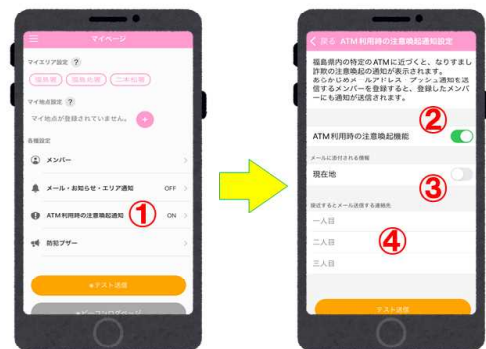 マイページ
マイエリア設定 ?
福島署 福島北署 二本松署
マイ地点設定 ?
マイ地点が登録されていません。 +
各種設定
メンバー
メール・お知らせ・エリア通知 OFF
ATM利用時の注意喚起通知 ① ON
防犯ブザー
テスト送信
< 戻る ATM利用時の注意喚起通知設定
福島県内の特定のATMに近づくと、なりすまし
詐欺の注意喚起の通知が表示されます。
あらかじめメールアドレス プッシュ通知を送
信するメンバーを登録すると、登録したメンバ
ーにも通知が送信されます。
②
ATM利用時の注意喚起機能
メールに添付される情報
現在地
③
接近するとメール送信する連絡先
一人目
二人目
④
三人目
テスト送信